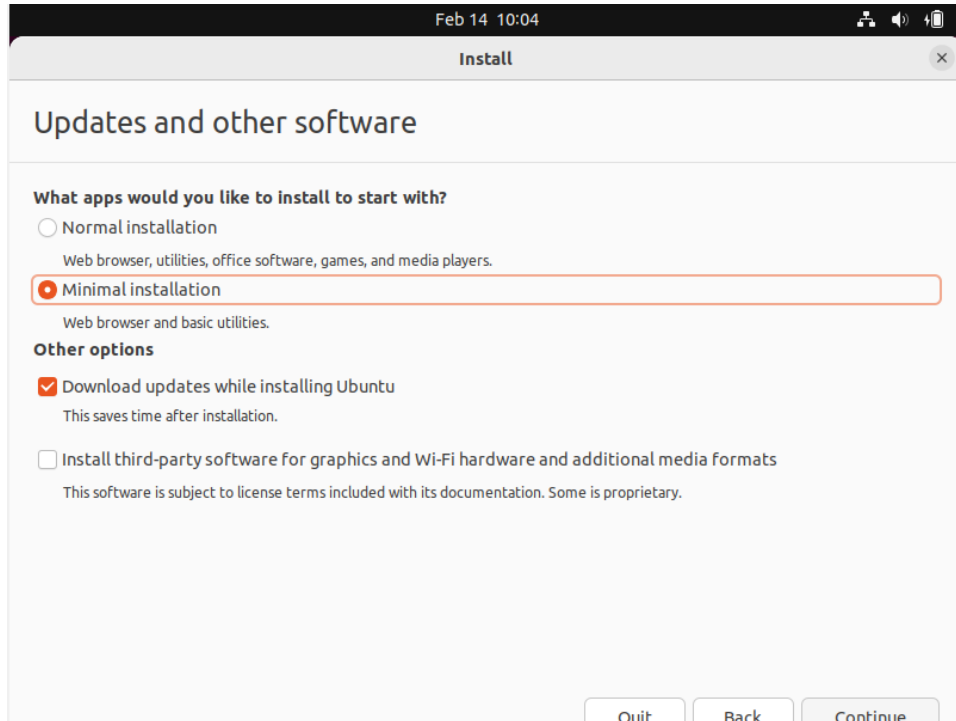 Feb 14 10:04
Install
Updates and other software
What apps would you like to install to start with?
Normal installation
Web browser, utilities, office software, games, and media players.
Minimal installation
Web browser and basic utilities.
Other options
Download updates while installing Ubuntu
This saves time after installation.
Install third-party software for graphics and Wi-Fi hardware and additional media formats
This software is subject to license terms included with its documentation. Some is proprietary.
Quit Back Continue